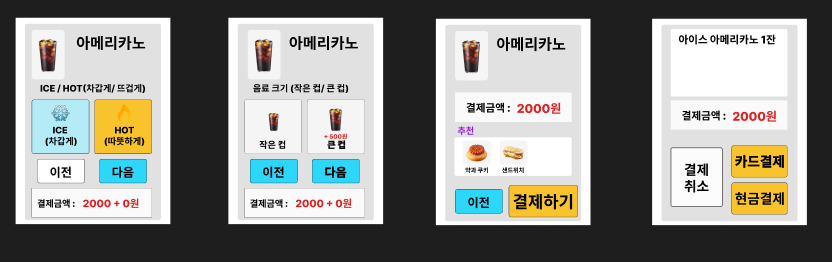 아메리카노
ICE / HOT(차갑게/ 뜨겁게)
ICE
(차갑게)
HOT
(따뜻하게)
이전
다음
결제금액 : 2000 + 0원
아메리카노
음료 크기 (작은 컵/ 큰 컵)
작은 컵
+ 500원
큰 컵
이전
다음
결제금액 : 2000 + 0원
아메리카노
결제금액 : 2000원
추천
약과 쿠키
샌드위치
이전
결제하기
아이스 아메리카노 1잔
결제금액 : 2000원
결제
취소
카드결제
현금결제